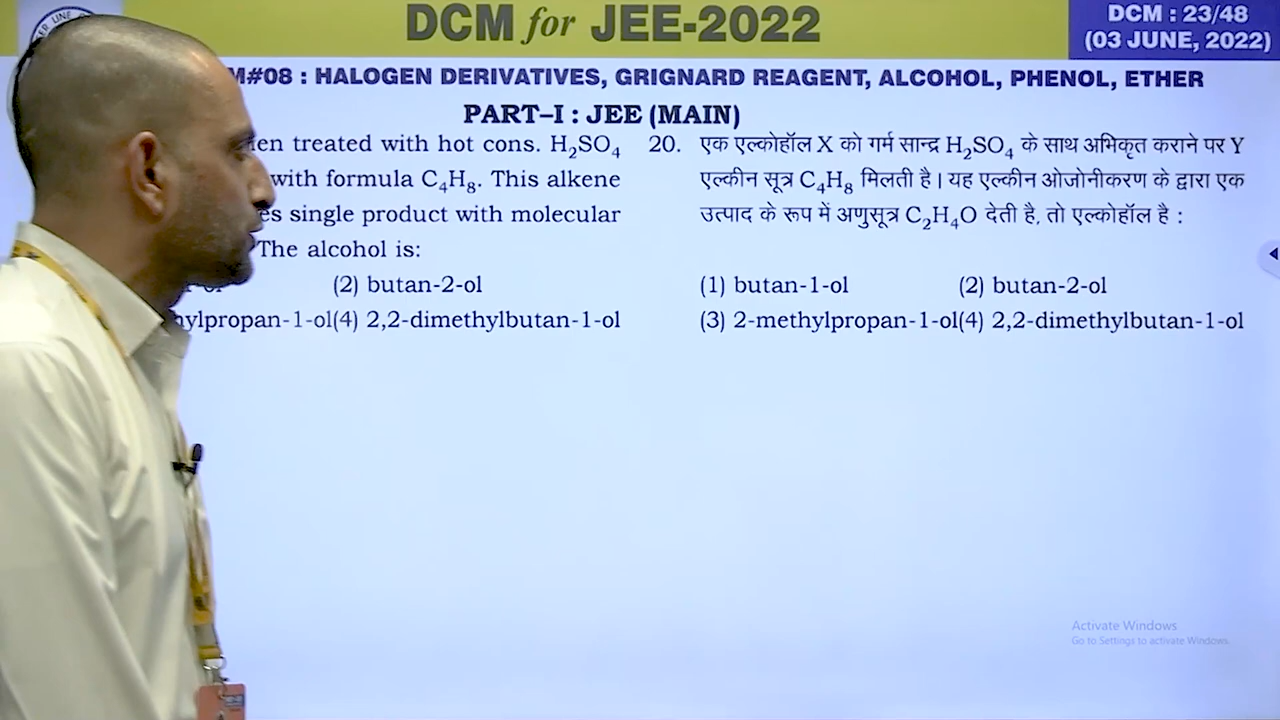 DCM for JEE-2022
DCM : 23/48
(03 JUNE, 2022)
M#08 : HALOGEN DERIVATIVES, GRIGNARD REAGENT, ALCOHOL, PHENOL, ETHER
PART–I : JEE (MAIN)
treated with hot cons. H₂SO₄
with formula C₄H₈. This alkene
single product with molecular
The alcohol is:
(2) butan-2-ol
hylpropan-1-ol(4) 2,2-dimethylbutan-1-ol
20. एक एल्कोहॉल X को गर्म सान्द्र H₂SO₄ के साथ अभिकृत कराने पर Y
एल्कीन सूत्र C₄H₈ मिलती है। यह एल्कीन ओजोनीकरण के द्वारा एक
उत्पाद के रूप में अणुसूत्र C₂H₄O देती है, तो एल्कोहॉल है :
(1) butan-1-ol (2) butan-2-ol
(3) 2-methylpropan-1-ol(4) 2,2-dimethylbutan-1-ol
Activate Windows
Go to Settings to activate Windows.